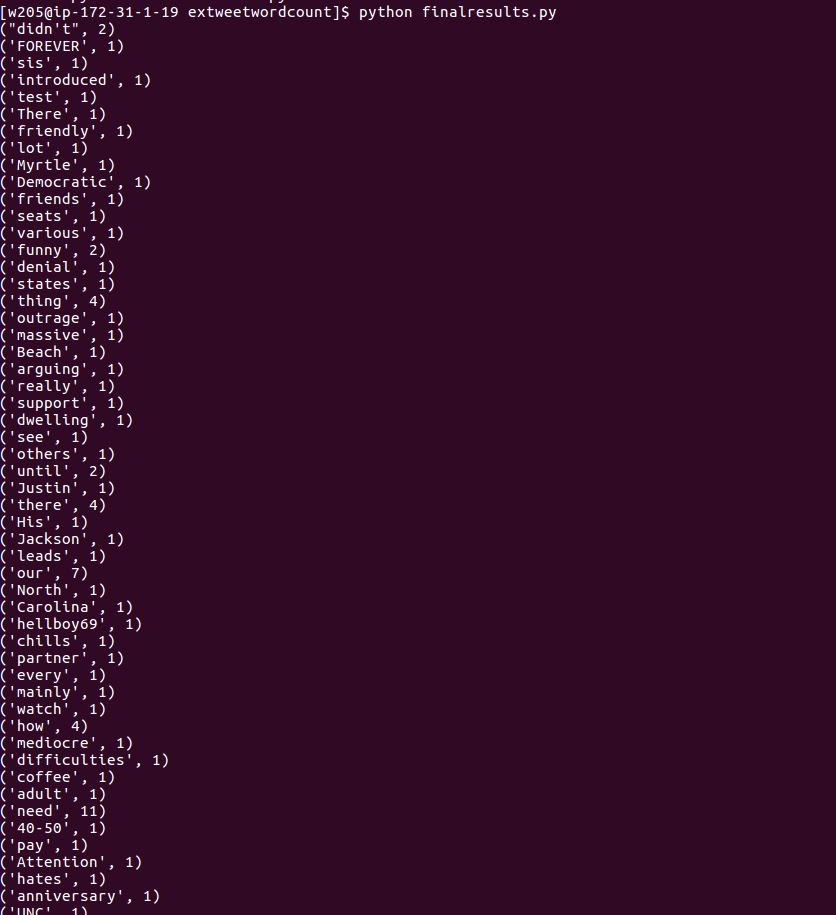 [w205@ip-172-31-1-19 extweetwordcount]$ python finalresults.py
("didn't", 2)
('FOREVER', 1)
('sis', 1)
('introduced', 1)
('test', 1)
('There', 1)
('friendly', 1)
('lot', 1)
('Myrtle', 1)
('Democratic', 1)
('friends', 1)
('seats', 1)
('various', 1)
('funny', 2)
('denial', 1)
('states', 1)
('thing', 4)
('outrage', 1)
('massive', 1)
('Beach', 1)
('arguing', 1)
('really', 1)
('support', 1)
('dwelling', 1)
('see', 1)
('others', 1)
('until', 2)
('Justin', 1)
('there', 4)
('His', 1)
('Jackson', 1)
('leads', 1)
('our', 7)
('North', 1)
('Carolina', 1)
('hellboy69', 1)
('chills', 1)
('partner', 1)
('every', 1)
('mainly', 1)
('watch', 1)
('how', 4)
('mediocre', 1)
('difficulties', 1)
('coffee', 1)
('adult', 1)
('need', 11)
('40-50', 1)
('pay', 1)
('Attention', 1)
('hates', 1)
('anniversary', 1)
('UNC', 1)